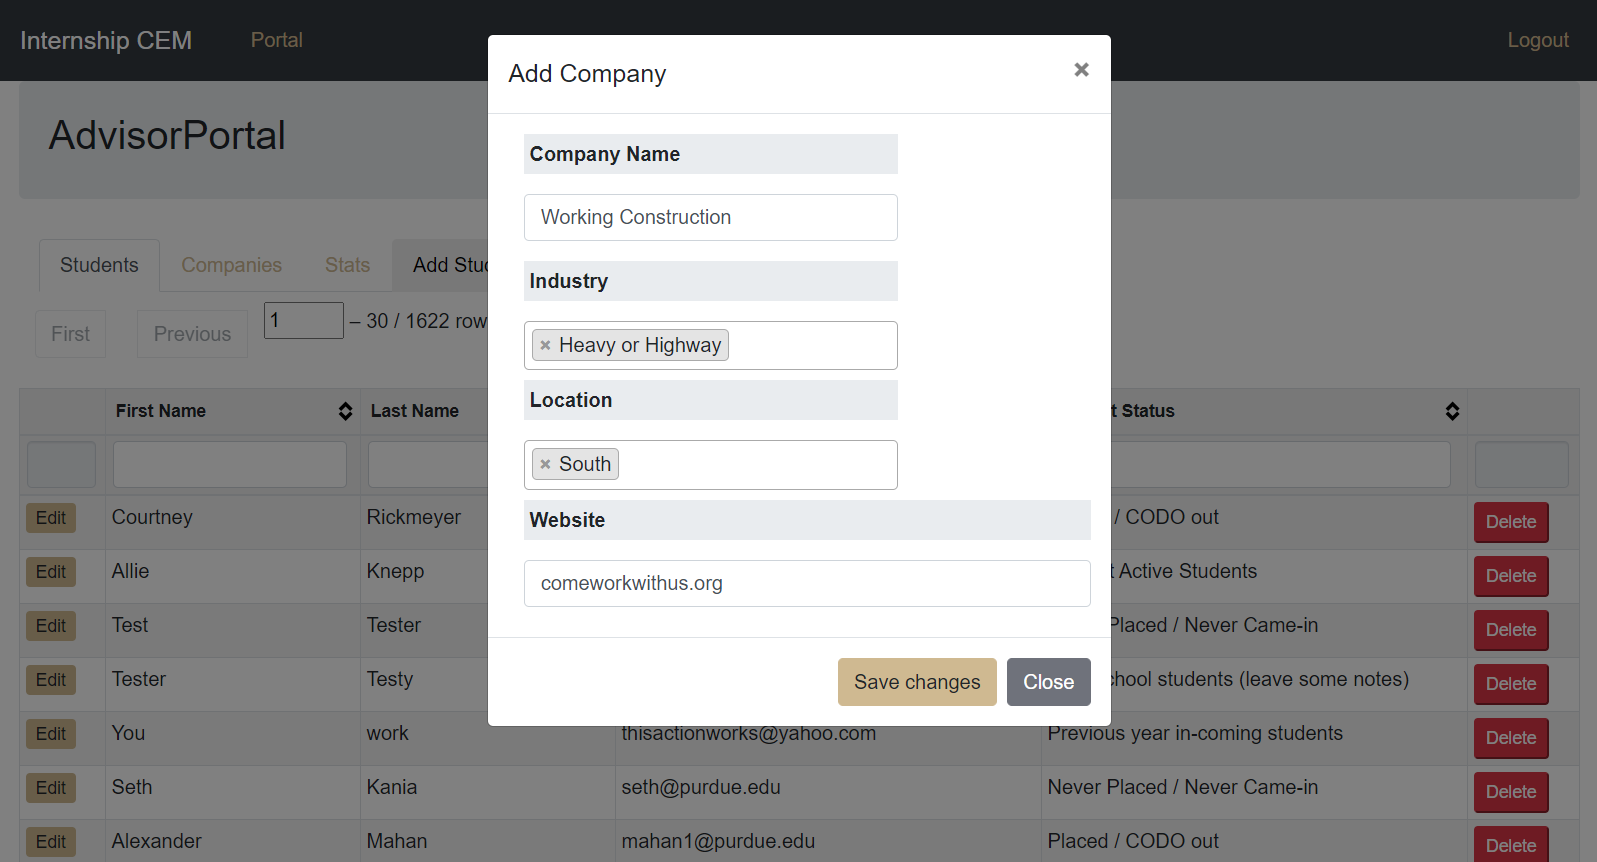 Internship CEM Portal Logout
AdvisorPortal
Students Companies Stats Add Stu
First Previous 1 – 30 / 1622 row
First Name Last Name t Status
Edit Courtney Rickmeyer / CODO out Delete
Edit Allie Knepp t Active Students Delete
Edit Test Tester Placed / Never Came-in Delete
Edit Tester Testy chool students (leave some notes) Delete
Edit You work thisactionworks@yahoo.com Previous year in-coming students Delete
Edit Seth Kania seth@purdue.edu Never Placed / Never Came-in Delete
Edit Alexander Mahan mahan1@purdue.edu Placed / CODO out Delete
Add Company ×
Company Name
Working Construction
Industry
× Heavy or Highway
Location
× South
Website
comeworkwithus.org
Save changes Close